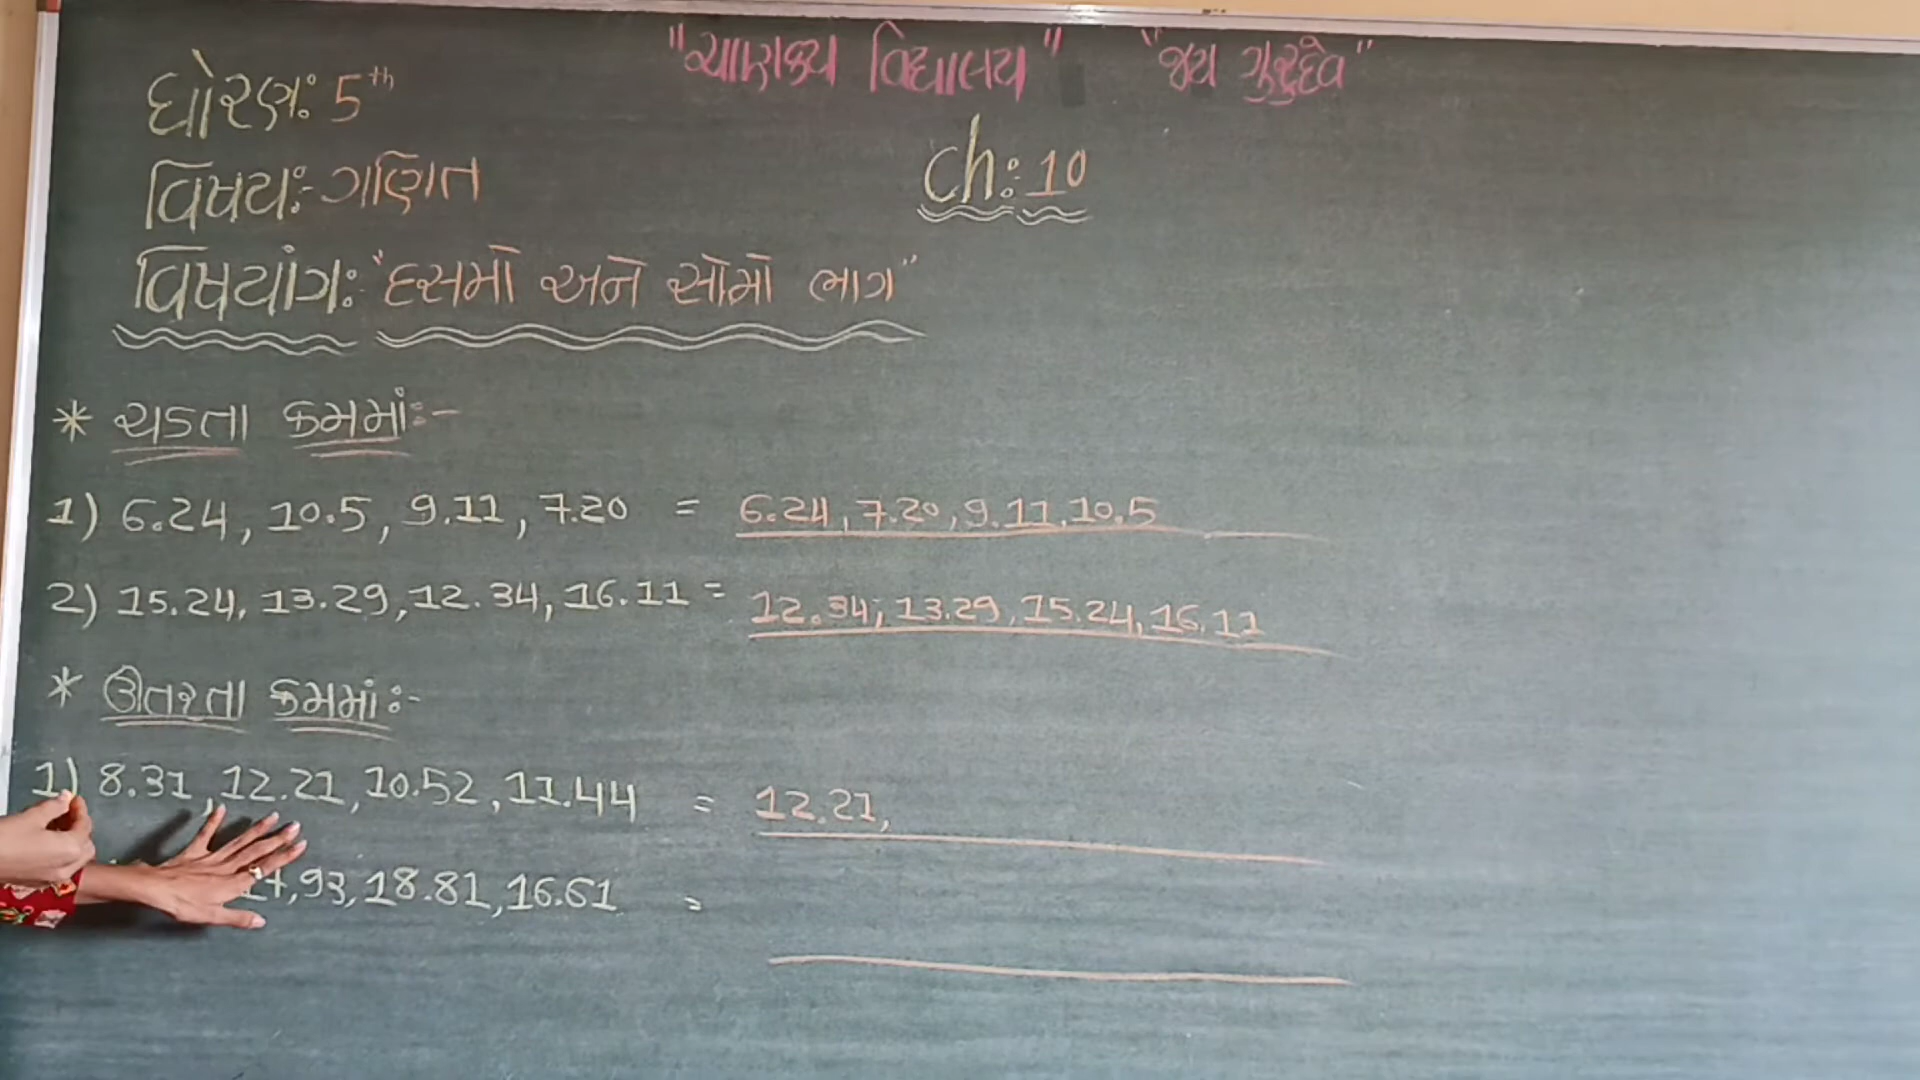 "ચાણક્ય વિદ્યાલય" "જય ગુરુદેવ"
ધોરણઃ 5th
ch:10
વિષયઃ- ગણિત
વિષયાંગઃ "દસમો અને સોમો ભાગ"
* ચડતા ક્રમમાંઃ-
1) 6.24, 10.5, 9.11, 7.20 = 6.24, 7.20, 9.11, 10.5
2) 15.24, 13.29, 12.34, 16.11 = 12.34, 13.29, 15.24, 16.11
* ઊતરતા ક્રમમાંઃ-
1) 8.31, 12.21, 10.52, 11.44 = 12.21,
93, 18.81, 16.61 =